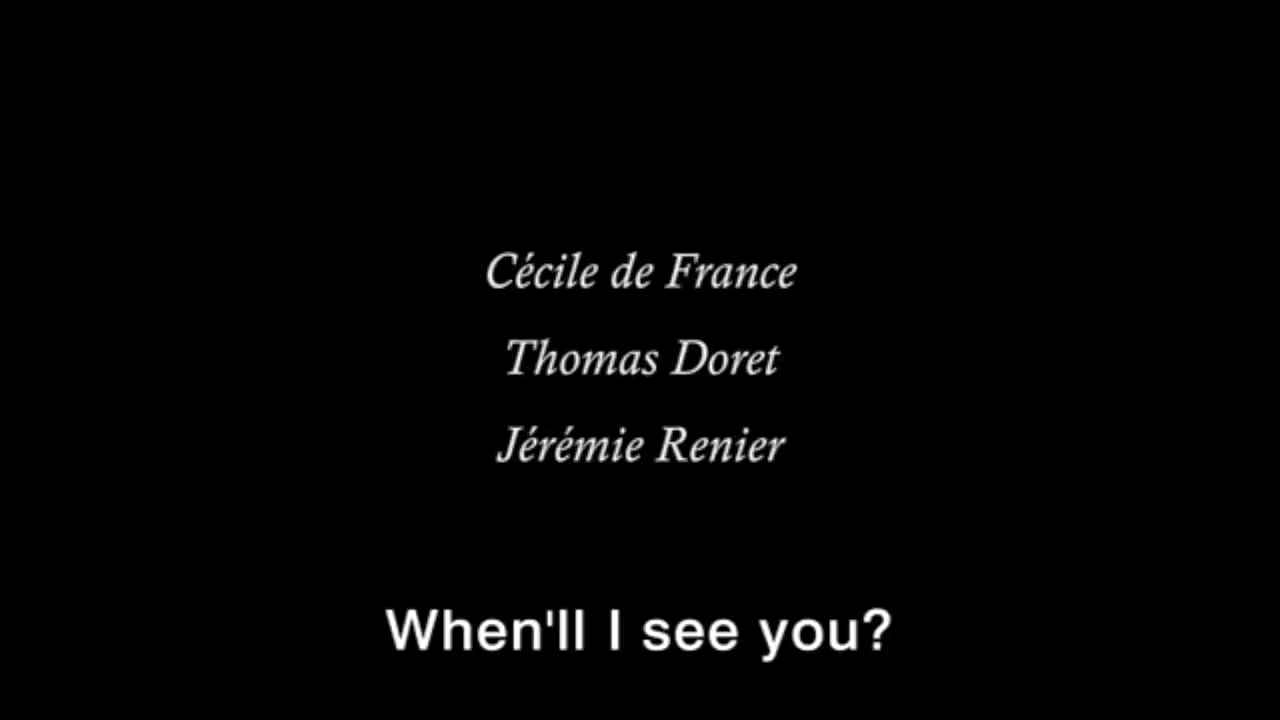 Cécile de France
Thomas Doret
Jérémie Renier
When'll I see you?